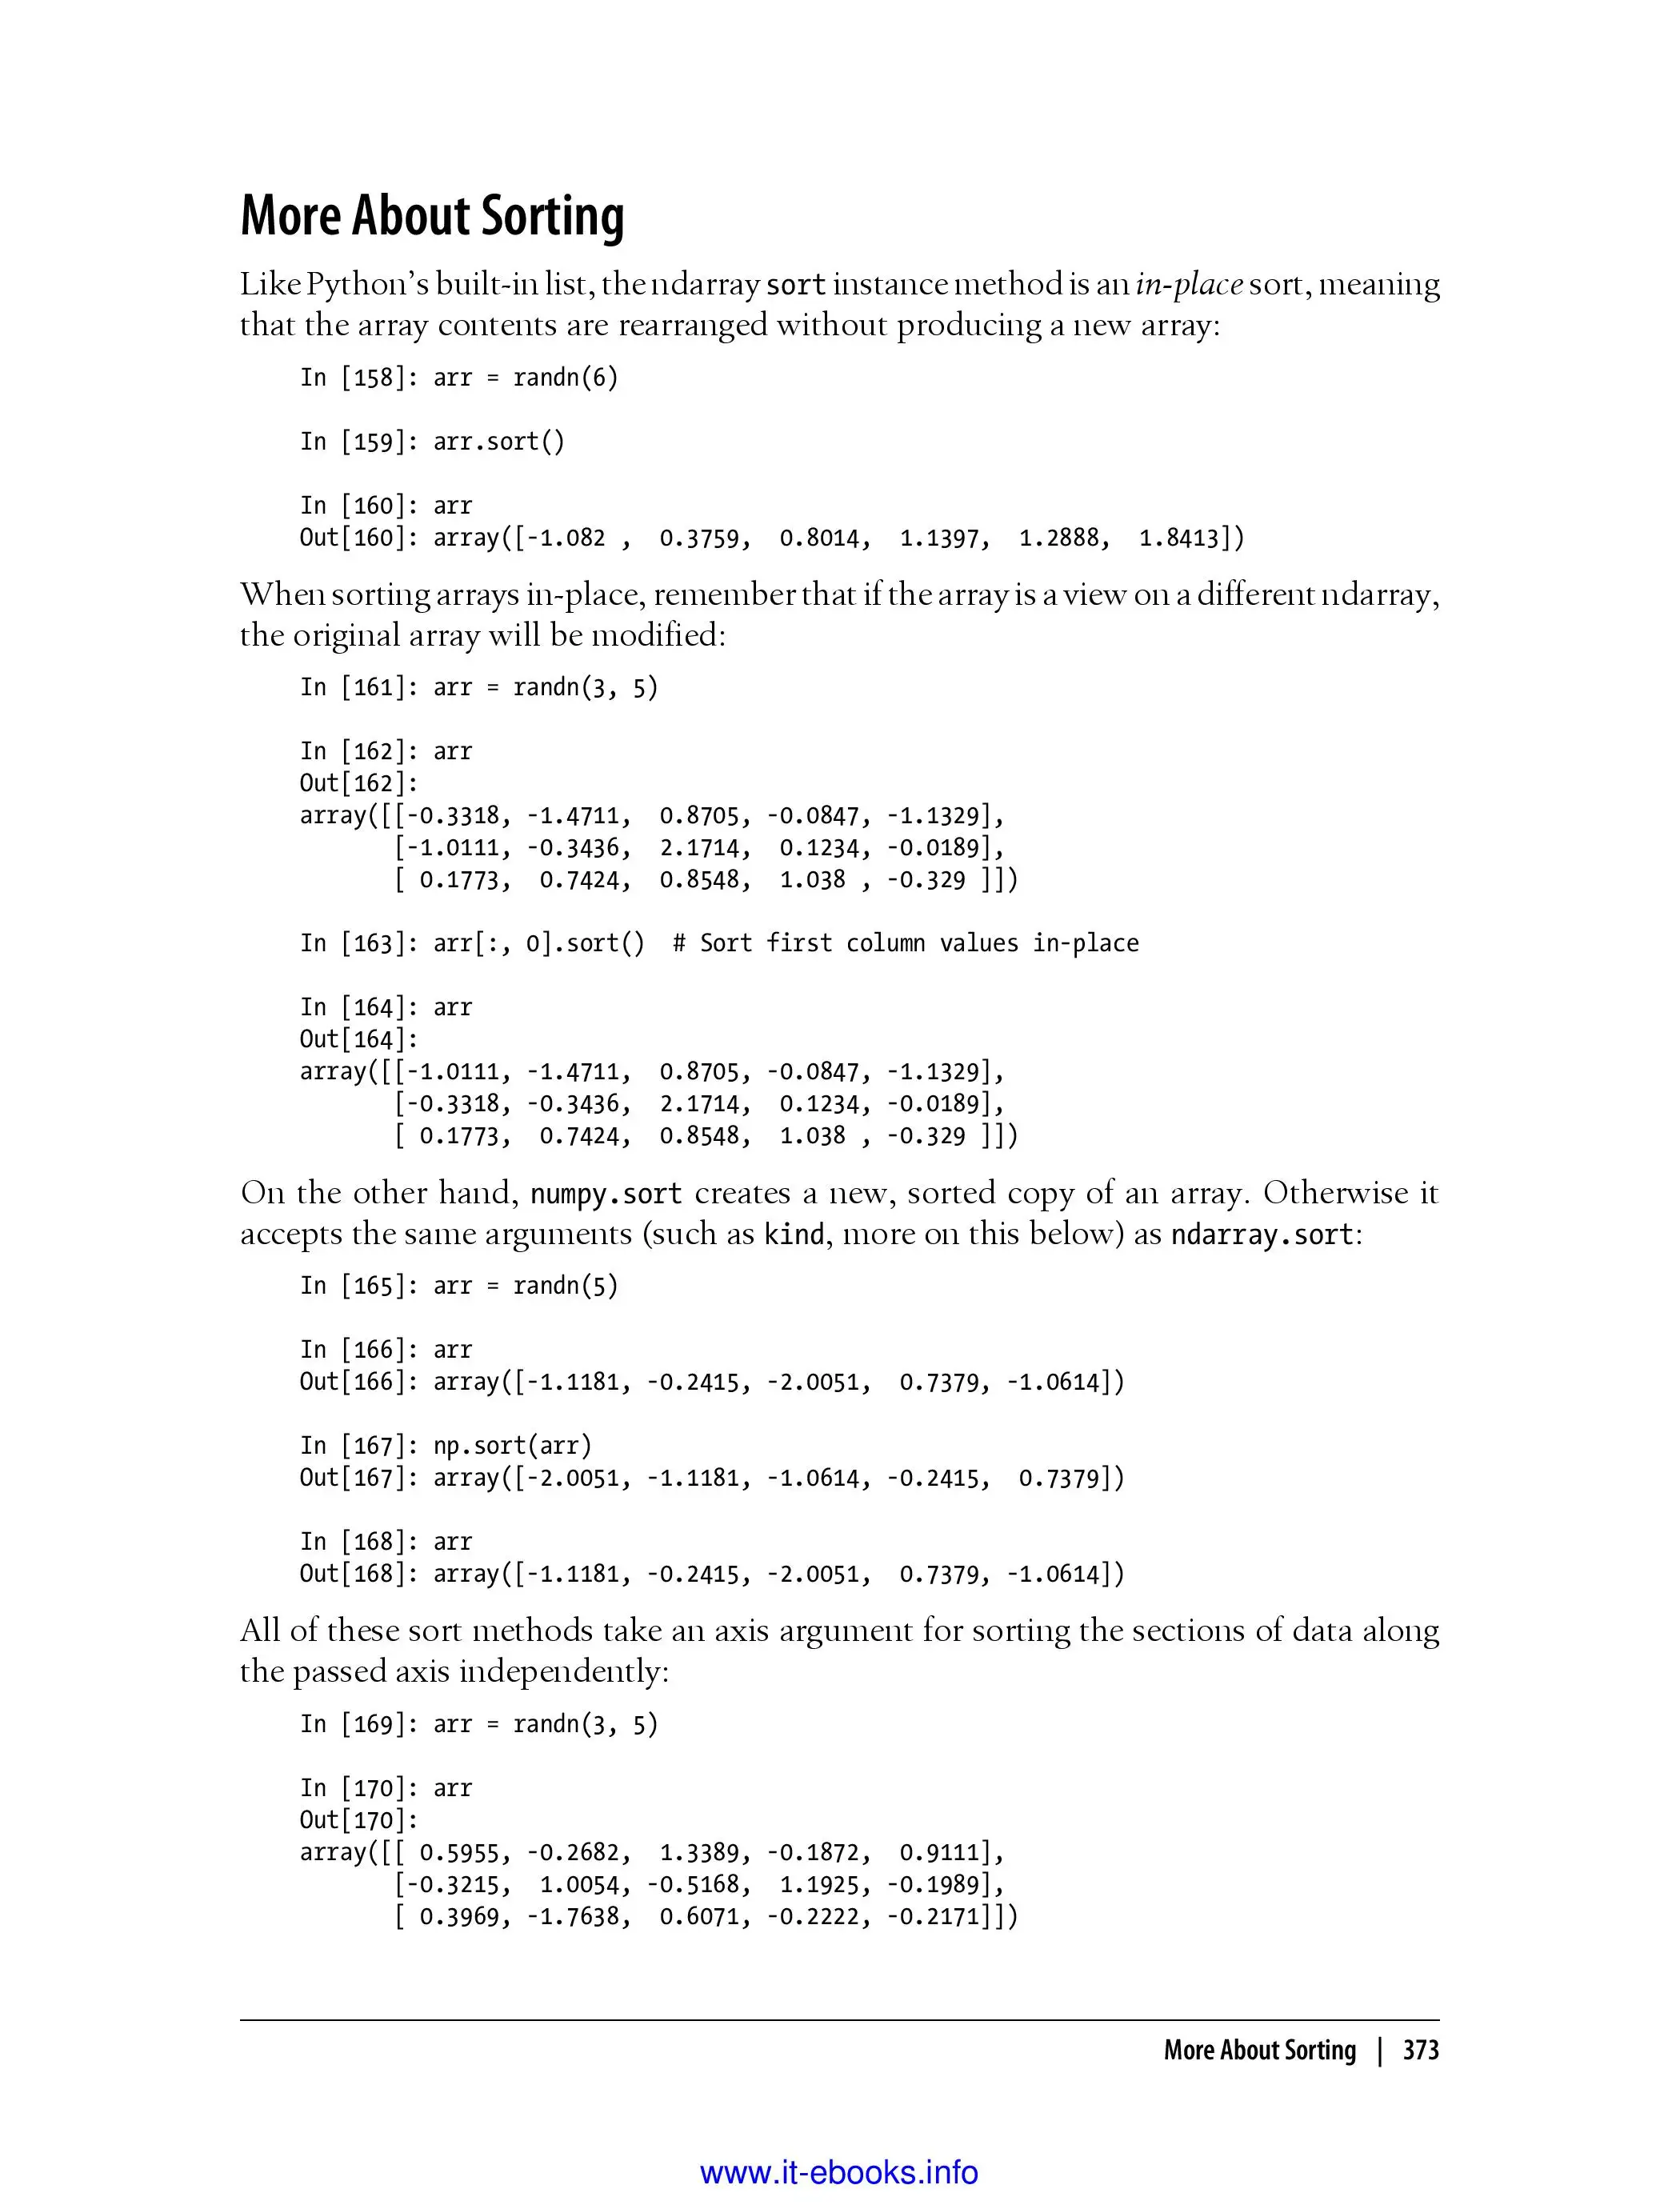 More About Sorting
Like Python’s built-in list, the ndarray sort instance method is an in-place sort, meaning
that the array contents are rearranged without producing a new array:
In [158]: arr = randn(6)
In [159]: arr.sort()
In [160]: arr
Out[160]: array([-1.082 ,  0.3759,  0.8014,  1.1397,  1.2888,  1.8413])
When sorting arrays in-place, remember that if the array is a view on a different ndarray,
the original array will be modified:
In [161]: arr = randn(3, 5)
In [162]: arr
Out[162]:
array([[-0.3318, -1.4711,  0.8705, -0.0847, -1.1329],
       [-1.0111, -0.3436,  2.1714,  0.1234, -0.0189],
       [ 0.1773,  0.7424,  0.8548,  1.038 , -0.329 ]])
In [163]: arr[:, 0].sort()  # Sort first column values in-place
In [164]: arr
Out[164]:
array([[-1.0111, -1.4711,  0.8705, -0.0847, -1.1329],
       [-0.3318, -0.3436,  2.1714,  0.1234, -0.0189],
       [ 0.1773,  0.7424,  0.8548,  1.038 , -0.329 ]])
On the other hand, numpy.sort creates a new, sorted copy of an array. Otherwise it
accepts the same arguments (such as kind, more on this below) as ndarray.sort:
In [165]: arr = randn(5)
In [166]: arr
Out[166]: array([-1.1181, -0.2415, -2.0051,  0.7379, -1.0614])
In [167]: np.sort(arr)
Out[167]: array([-2.0051, -1.1181, -1.0614, -0.2415,  0.7379])
In [168]: arr
Out[168]: array([-1.1181, -0.2415, -2.0051,  0.7379, -1.0614])
All of these sort methods take an axis argument for sorting the sections of data along
the passed axis independently:
In [169]: arr = randn(3, 5)
In [170]: arr
Out[170]:
array([[ 0.5955, -0.2682,  1.3389, -0.1872,  0.9111],
       [-0.3215,  1.0054, -0.5168,  1.1925, -0.1989],
       [ 0.3969, -1.7638,  0.6071, -0.2222, -0.2171]])
More About Sorting | 373
www.it-ebooks.info